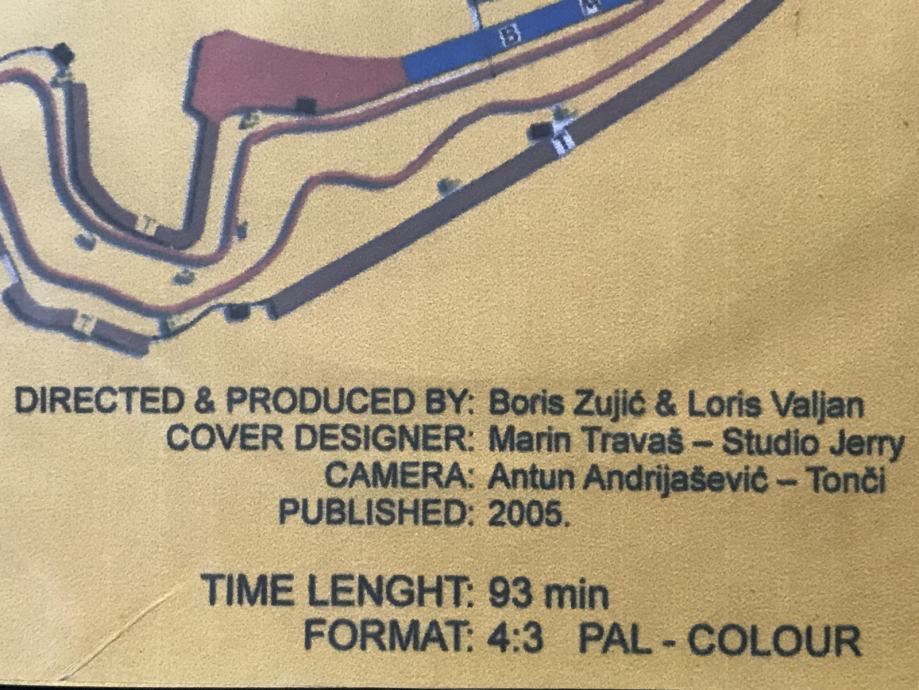 B M
T
T
T
DIRECTED & PRODUCED BY: Boris Zujić & Loris Valjan
COVER DESIGNER: Marin Travaš – Studio Jerry
CAMERA: Antun Andrijašević – Tonči
PUBLISHED: 2005.
TIME LENGHT: 93 min
FORMAT: 4:3 PAL - COLOUR